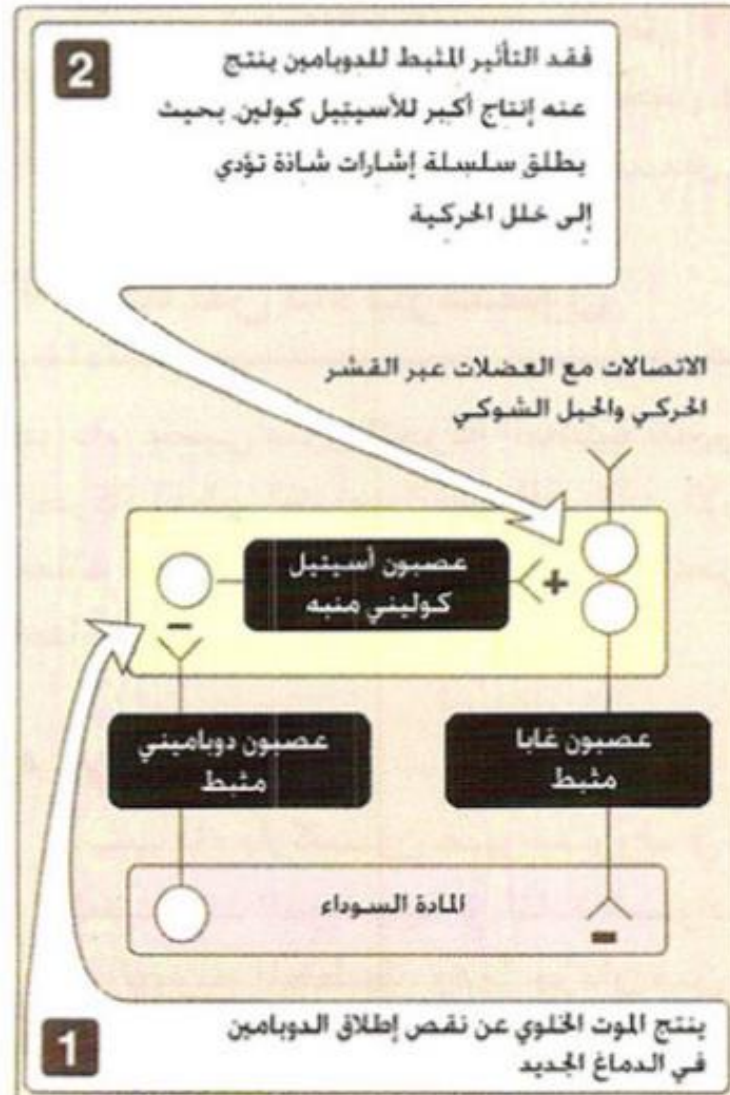 2
فقد التأثير المثبط للدوبامين ينتج
عنه إنتاج أكبر للأسيتيل كولين بحيث
يطلق سلسلة إشارات شاذة تؤدي
إلى خلل الحركية
الاتصالات مع العضلات عبر القشر
الحركي والحبل الشوكي
عصبون أسيتيل
كوليني منبه
+
-
عصبون دوباميني
مثبط
عصبون غابا
مثبط
المادة السوداء
-
1
ينتج الموت الخلوي عن نقص إطلاق الدوبامين
في الدماغ الجديد